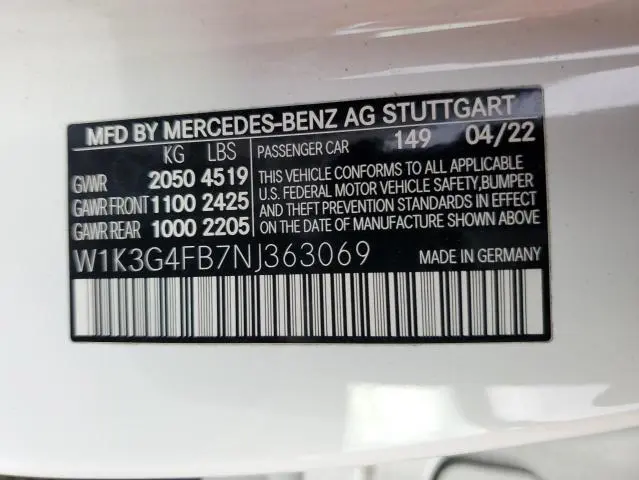 MFD BY MERCEDES-BENZ AG STUTTGART
KG LBS
GVWR 2050 4519
GAWR FRONT 1100 2425
GAWR REAR 1000 2205
PASSENGER CAR 149 04/22
THIS VEHICLE CONFORMS TO ALL APPLICABLE
U.S. FEDERAL MOTOR VEHICLE SAFETY,BUMPER
AND THEFT PREVENTION STANDARDS IN EFFECT
ON THE DATE OF MANUFACTURE SHOWN ABOVE.
W1K3G4FB7NJ363069
MADE IN GERMANY